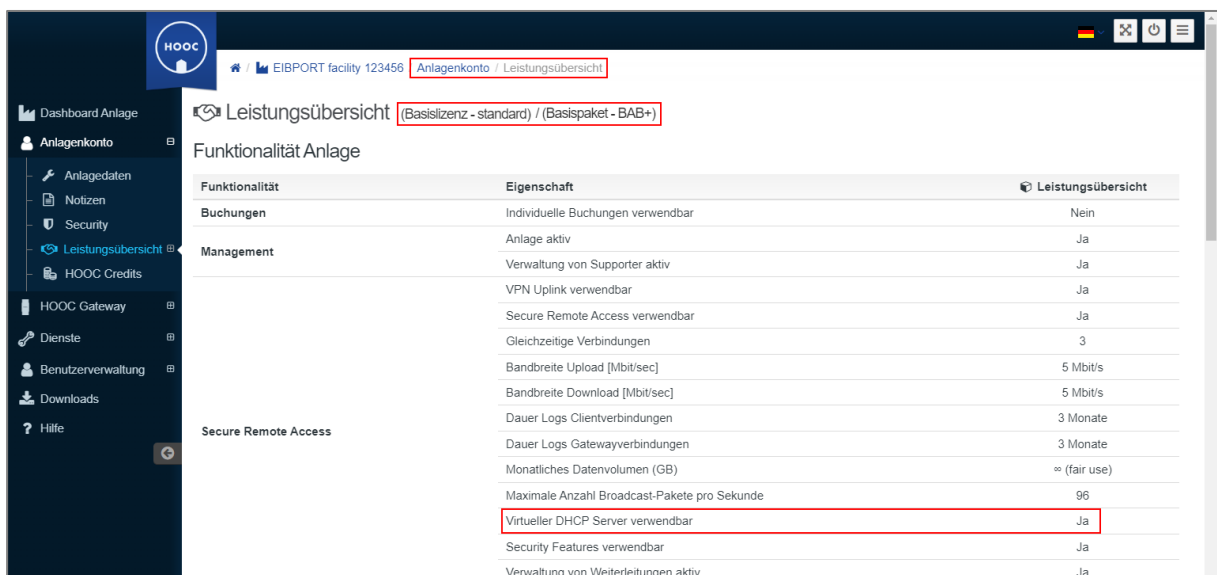 HOOC
EIBPORT facility 123456 Anlagenkonto / Leistungsübersicht
Dashboard Anlage
Anlagenkonto
Anlagedaten
Notizen
Security
Leistungsübersicht
HOOC Credits
HOOC Gateway
Dienste
Benutzerverwaltung
Downloads
? Hilfe
Leistungsübersicht (Basislizenz - standard) / (Basispaket - BAB+)
Funktionalität Anlage
Funktionalität Eigenschaft Leistungsübersicht
Buchungen Individuelle Buchungen verwendbar Nein
Management
Anlage aktiv Ja
Verwaltung von Supporter aktiv Ja
Secure Remote Access
VPN Uplink verwendbar Ja
Secure Remote Access verwendbar Ja
Gleichzeitige Verbindungen 3
Bandbreite Upload [Mbit/sec] 5 Mbit/s
Bandbreite Download [Mbit/sec] 5 Mbit/s
Dauer Logs Clientverbindungen 3 Monate
Dauer Logs Gatewayverbindungen 3 Monate
Monatliches Datenvolumen (GB) ∞ (fair use)
Maximale Anzahl Broadcast-Pakete pro Sekunde 96
Virtueller DHCP Server verwendbar Ja
Security Features verwendbar Ja
Verwaltung von Weiterleitungen aktiv Ja